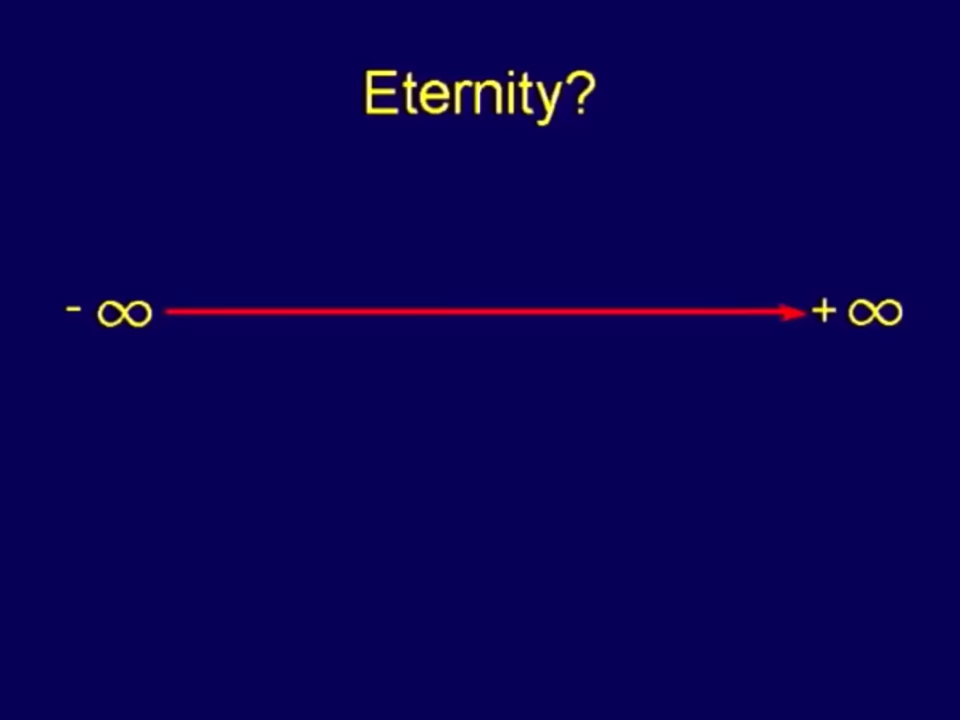 Eternity?
- ∞ + ∞